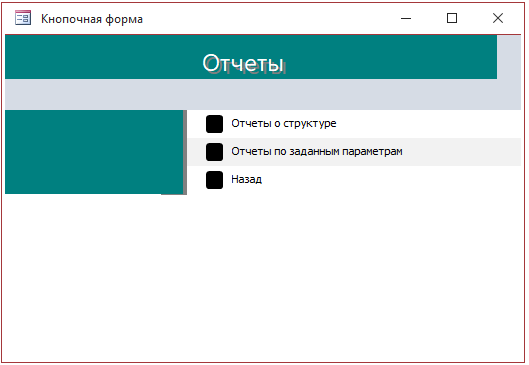 Кнопочная форма
Отчеты
Отчеты о структуре
Отчеты по заданным параметрам
Назад